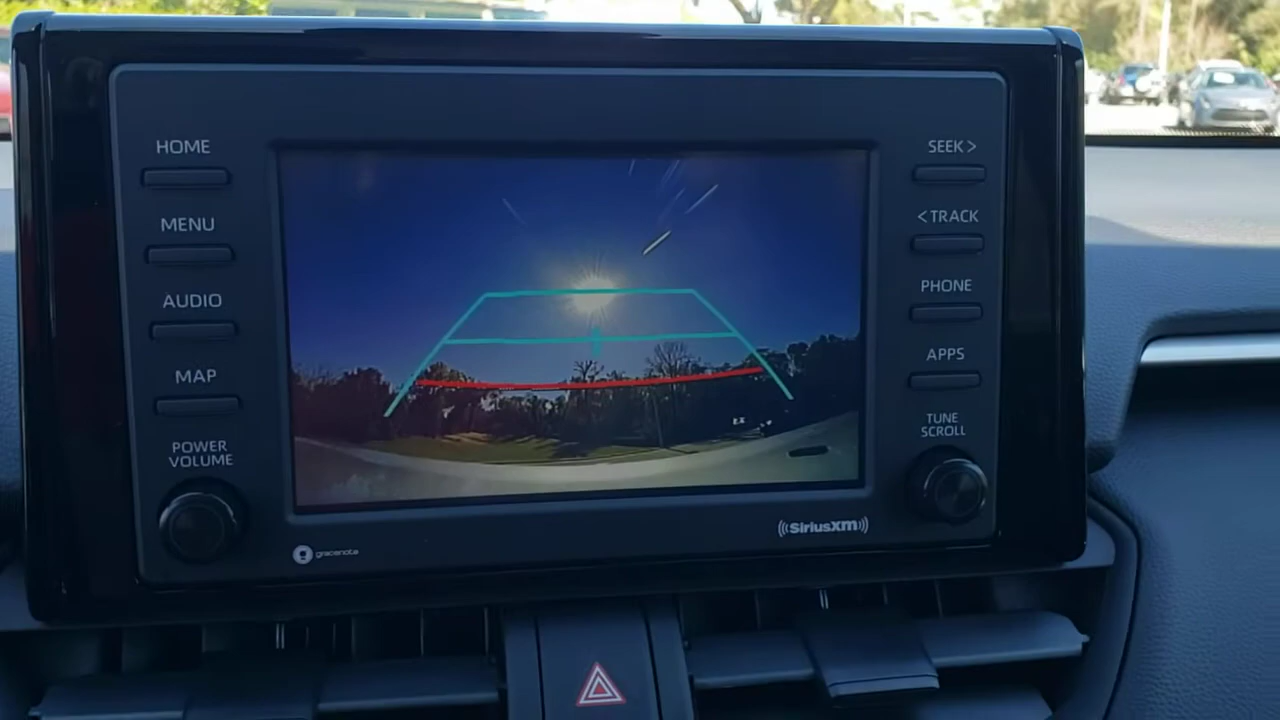 HOME
MENU
AUDIO
MAP
POWER
VOLUME
SEEK >
< TRACK
PHONE
APPS
TUNE
SCROLL
gracenote
((SiriusXM))